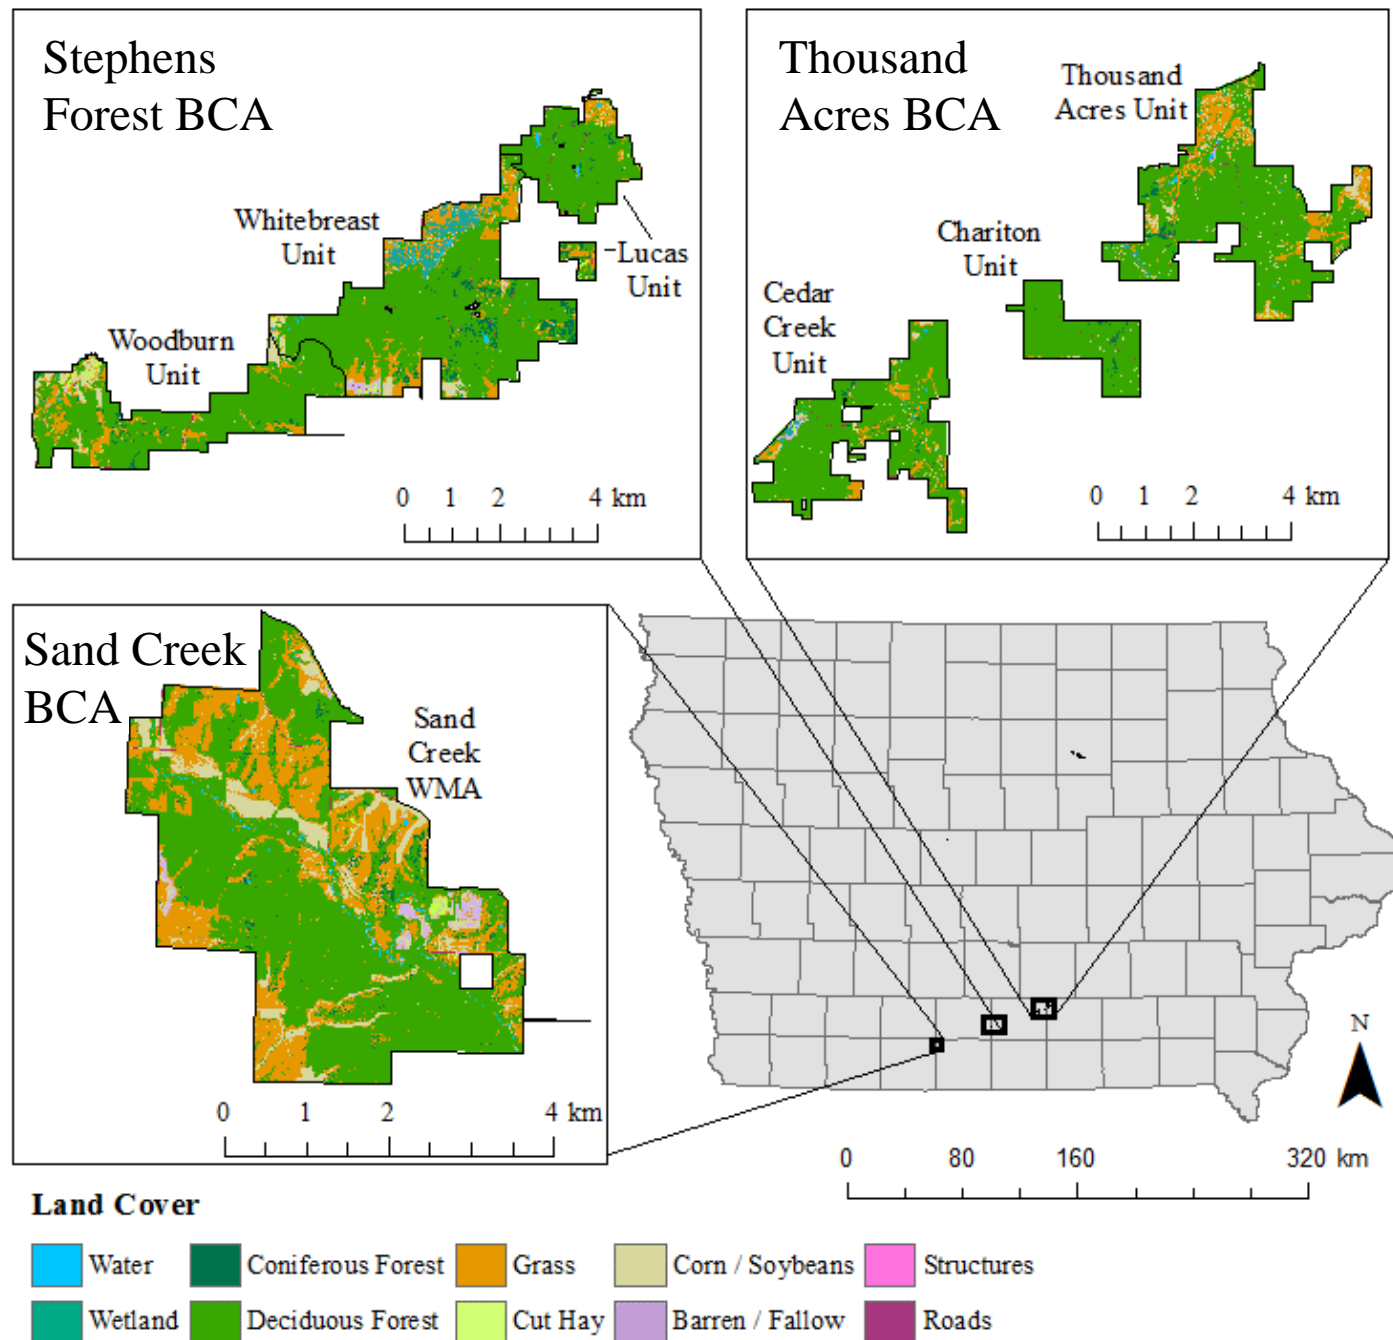 Stephens
Forest BCA
Whitebreast
Unit
Lucas
Unit
Woodburn
Unit
0 1 2 4 km
Thousand
Acres BCA
Thousand
Acres Unit
Chariton
Unit
Cedar
Creek
Unit
0 1 2 4 km
Sand Creek
BCA
Sand
Creek
WMA
0 1 2 4 km
N
0 80 160 320 km
Land Cover
Water Coniferous Forest Grass Corn / Soybeans Structures
Wetland Deciduous Forest Cut Hay Barren / Fallow Roads